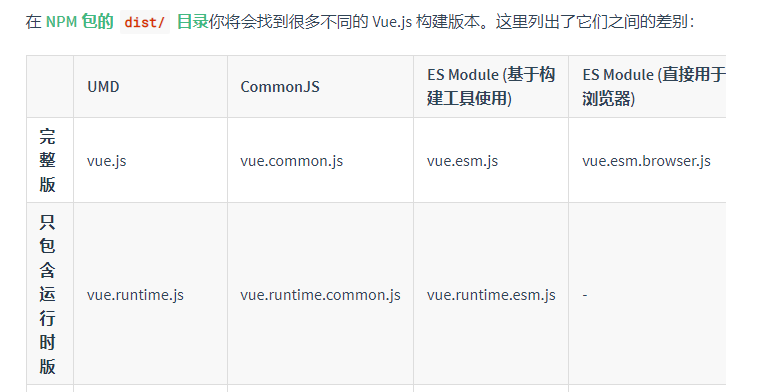 在 NPM 包的 dist/ 目录你将会找到很多不同的 Vue.js 构建版本。这里列出了它们之间的差别：
UMD
CommonJS
ES Module (基于构
建工具使用)
ES Module (直接用于
浏览器)
完
整
版
vue.js
vue.common.js
vue.esm.js
vue.esm.browser.js
只
包
含
运
行
时
版
vue.runtime.js
vue.runtime.common.js
vue.runtime.esm.js
-